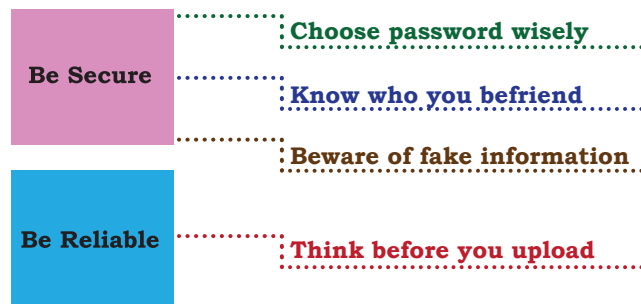 Be Secure
Choose password wisely
Know who you befriend
Beware of fake information
Be Reliable
Think before you upload